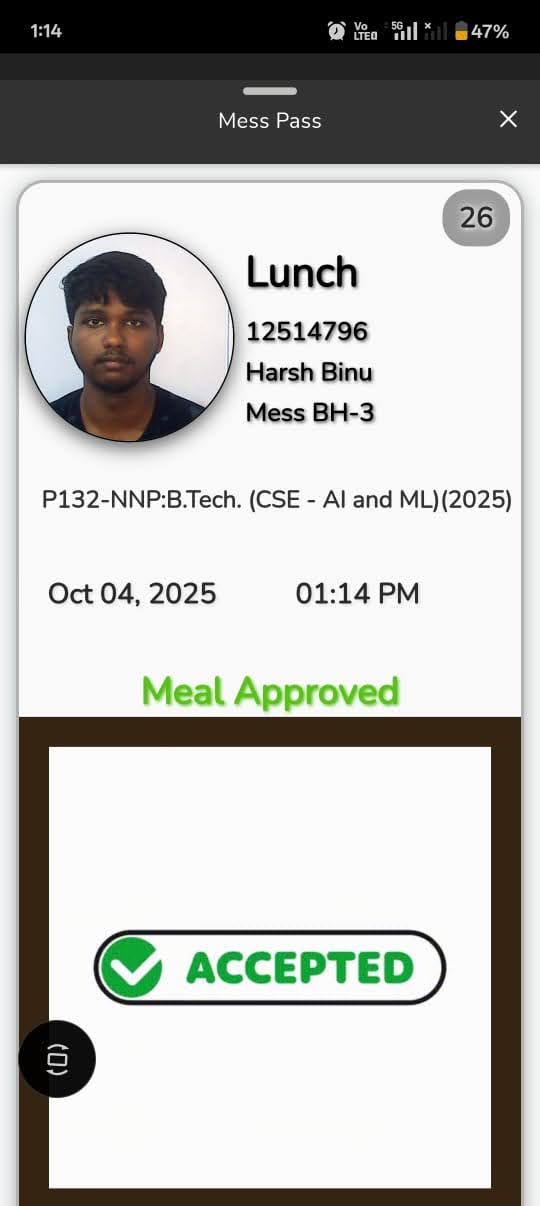 1:14
Vo LTE 5G 47%
Mess Pass
26
Lunch
12514796
Harsh Binu
Mess BH-3
P132-NNP:B.Tech. (CSE - AI and ML)(2025)
Oct 04, 2025 01:14 PM
Meal Approved
ACCEPTED